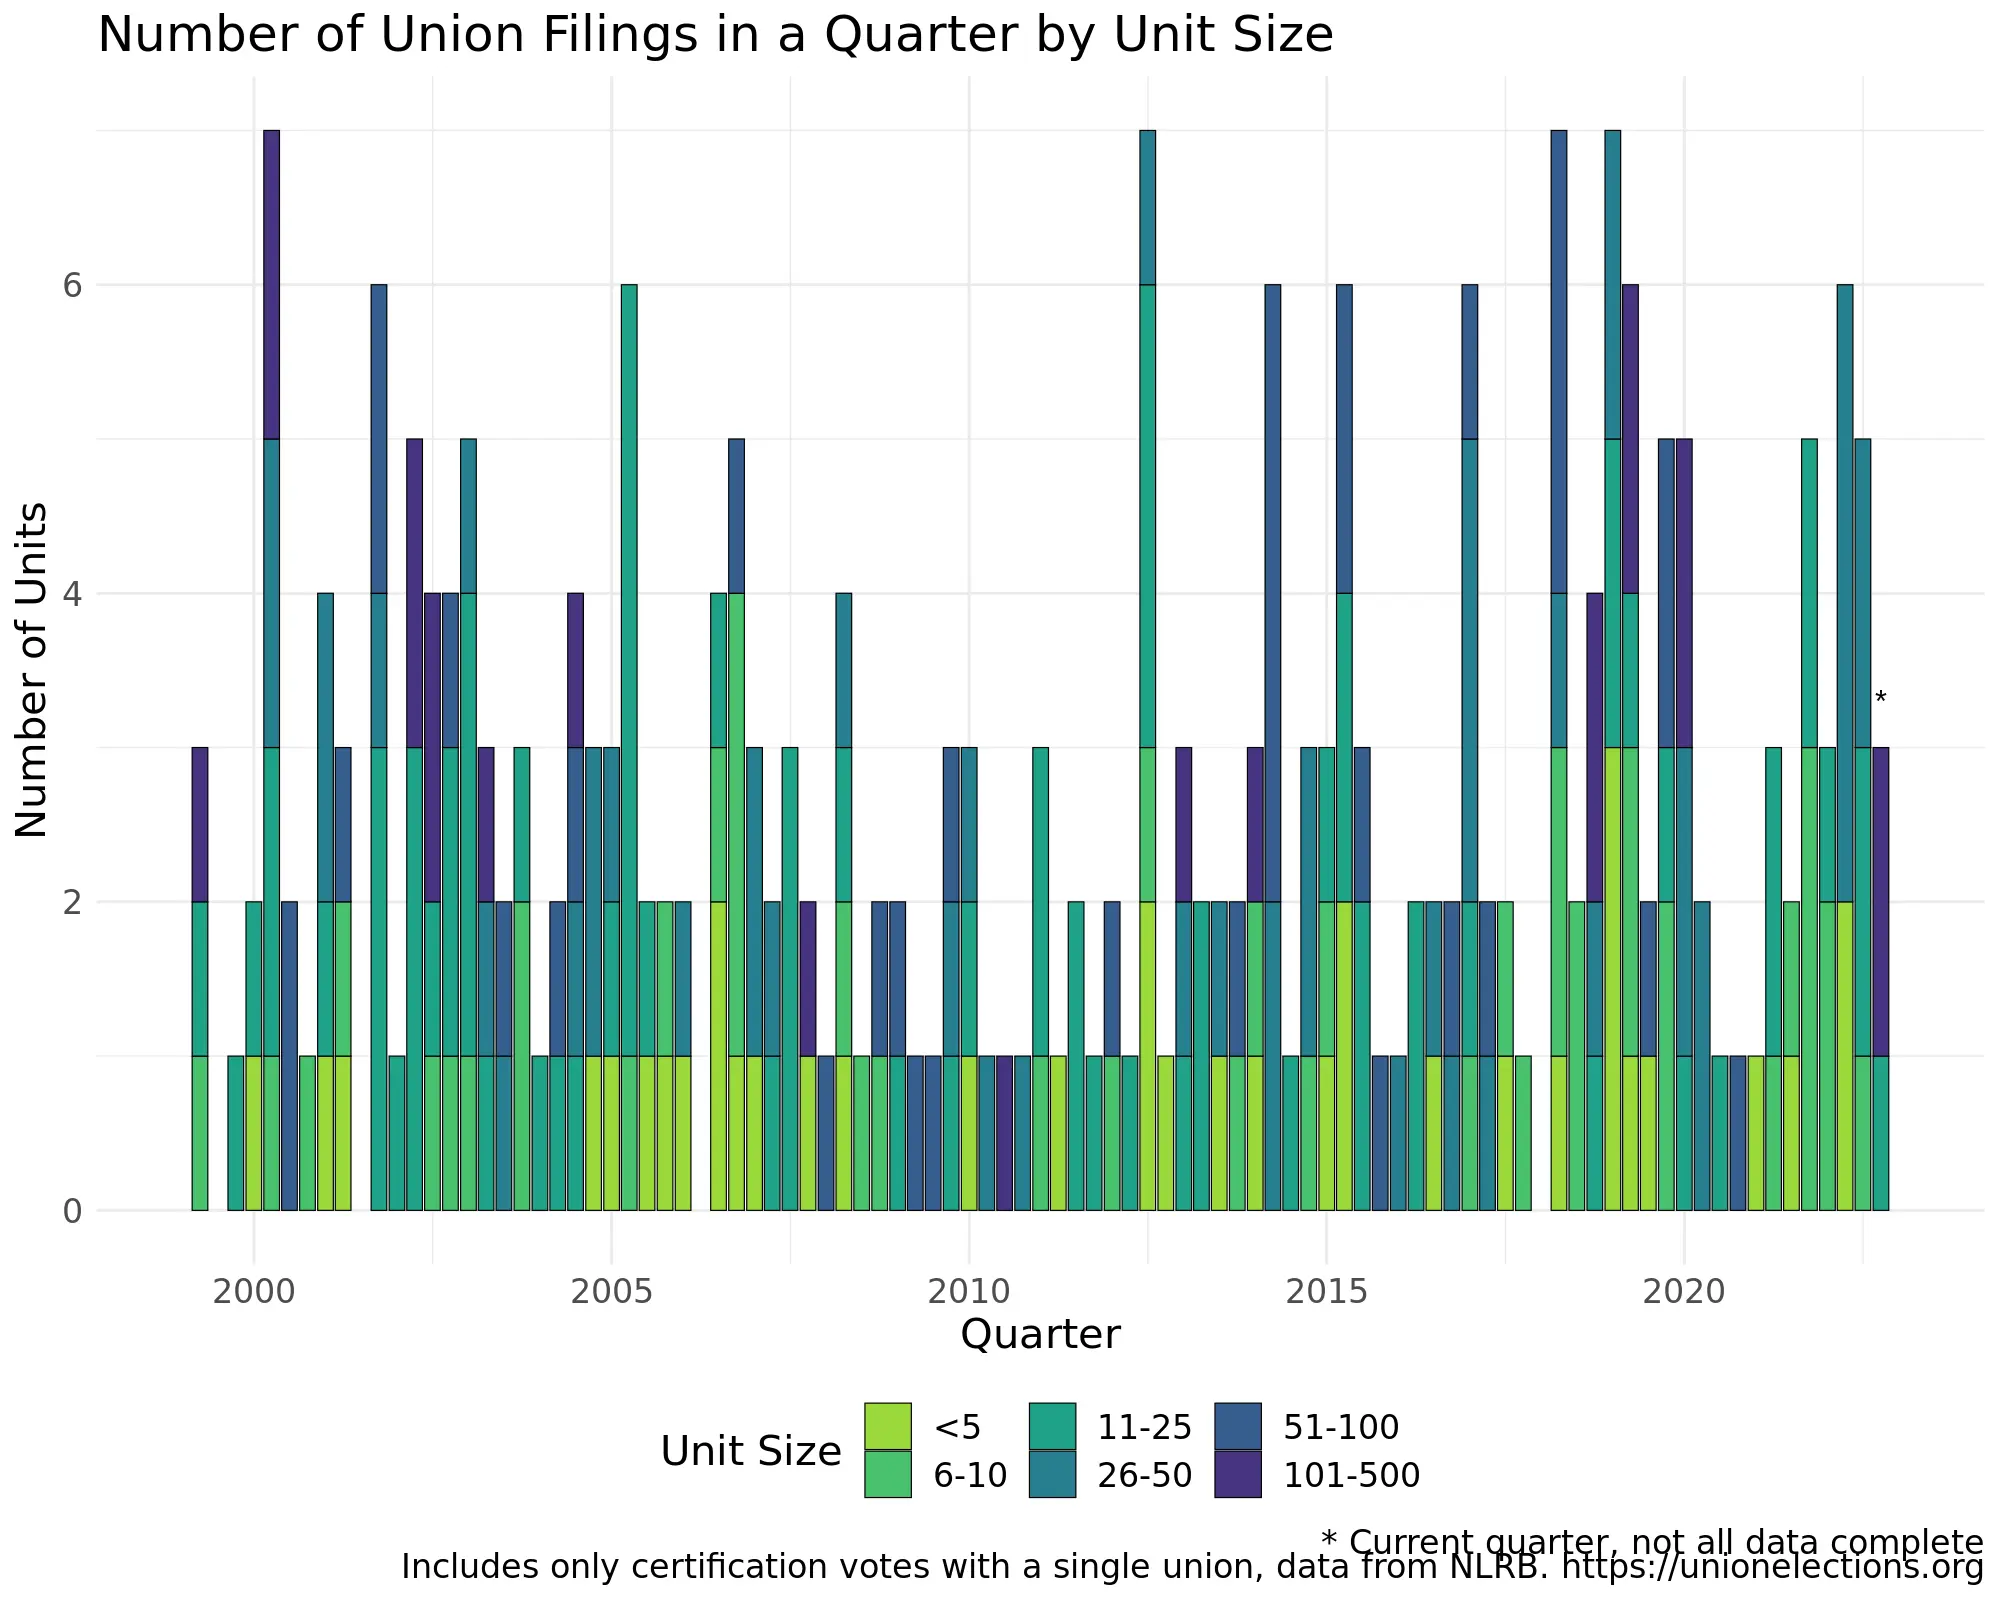 Number of Union Filings in a Quarter by Unit Size
Number of Units
6
4
2
0
*
2000 2005 2010 2015 2020
Quarter
Unit Size
<5 11-25 51-100
6-10 26-50 101-500
* Current quarter, not all data complete
Includes only certification votes with a single union, data from NLRB. https://unionelections.org